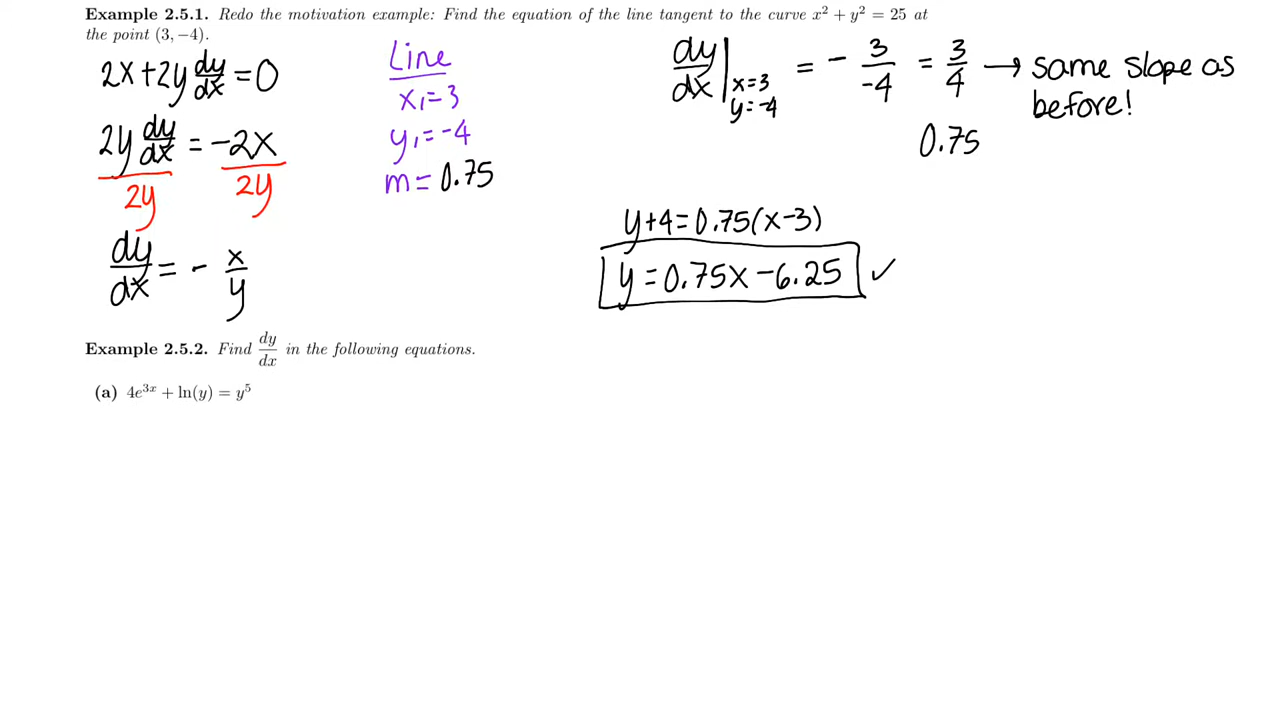 Example 2.5.1. Redo the motivation example: Find the equation of the line tangent to the curve x² + y² = 25 at
the point (3, −4).
2x+2y dy/dx = 0
2y dy/dx = -2x
2y 2y
dy/dx = - x/y
Line
x₁=3
y₁=-4
m= 0.75
dy/dx | x=3 y=-4 = - 3/-4 = 3/4 → same slope as
before!
0.75
y+4=0.75(x-3)
y=0.75x-6.25 ✓
Example 2.5.2. Find dy/dx in the following equations.
(a) 4e³ˣ + ln(y) = y⁵